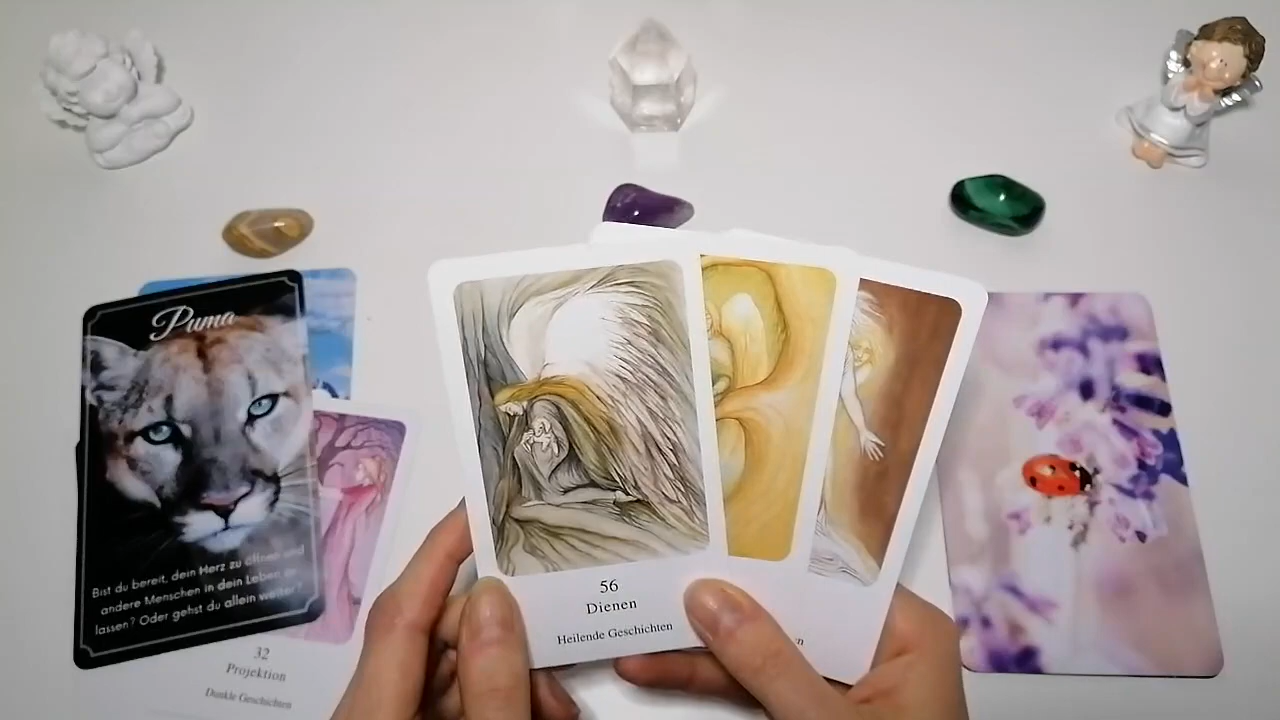 Puma
Bist du bereit, dein Herz zu öffnen und
andere Menschen in dein Leben
lassen? Oder gehst du allein weiter?
32
Projektion
Dunkle Geschichten
56
Dienen
Heilende Geschichten